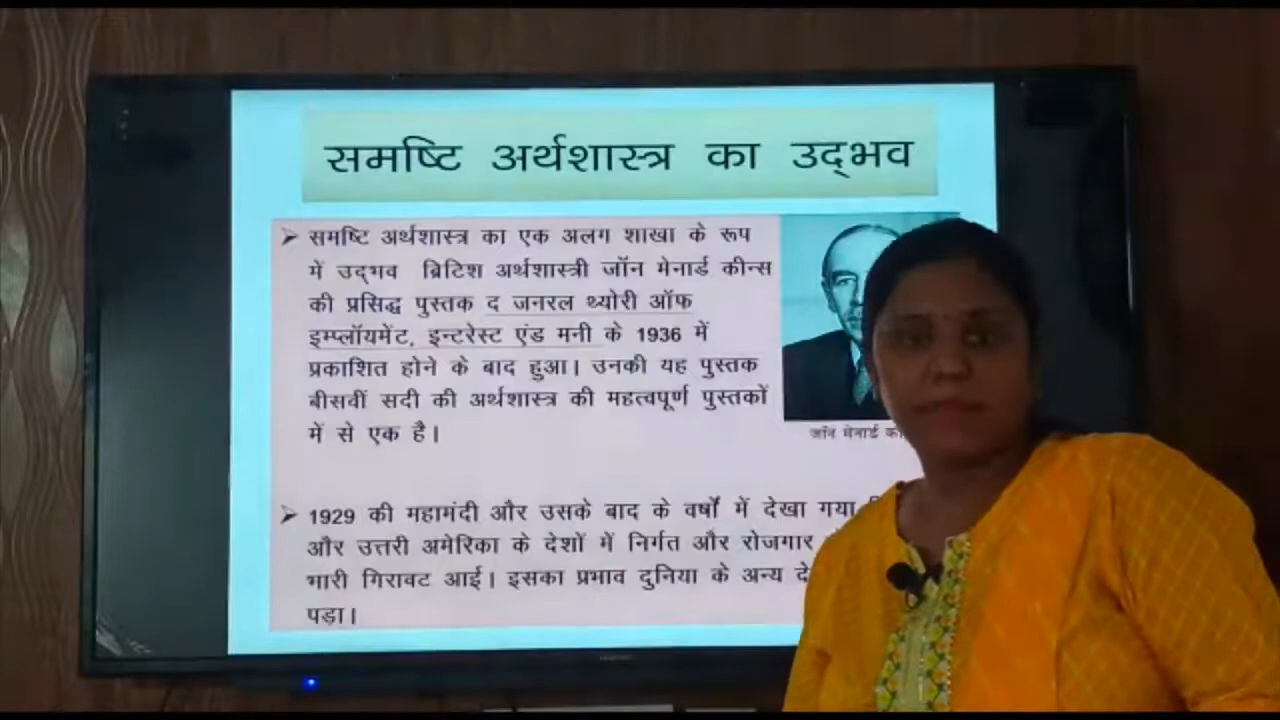 समष्टि अर्थशास्त्र का उद्भव
➢ समष्टि अर्थशास्त्र का एक अलग शाखा के रूप
में उद्भव ब्रिटिश अर्थशास्त्री जॉन मेनार्ड कीन्स
की प्रसिद्ध पुस्तक द जनरल थ्योरी ऑफ
इम्प्लॉयमेंट, इन्टरेस्ट एंड मनी के 1936 में
प्रकाशित होने के बाद हुआ। उनकी यह पुस्तक
बीसवीं सदी की अर्थशास्त्र की महत्वपूर्ण पुस्तकों
में से एक है।
जॉन मेनार्ड
➢ 1929 की महामंदी और उसके बाद के वर्षों में देखा गया
और उत्तरी अमेरिका के देशों में निर्गत और रोजगार
भारी गिरावट आई। इसका प्रभाव दुनिया के अन्य
पड़ा।